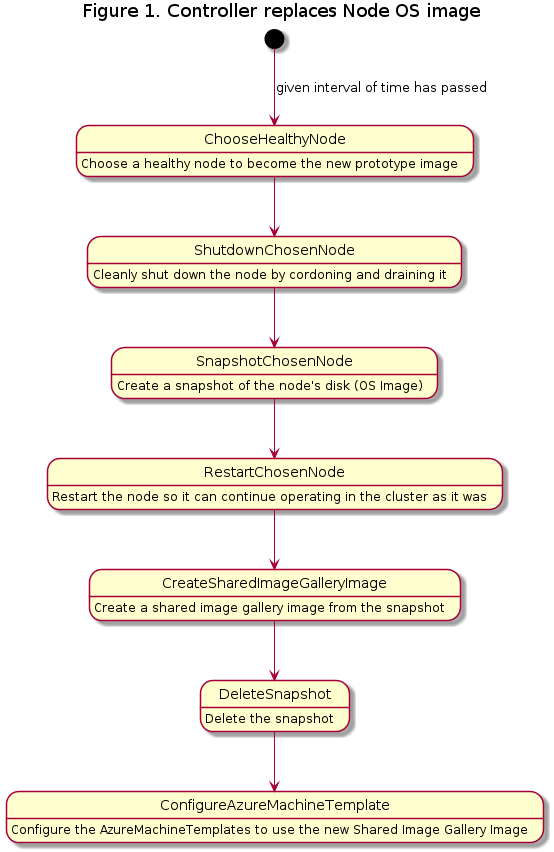 Figure 1. Controller replaces Node OS image
given interval of time has passed
ChooseHealthyNode
Choose a healthy node to become the new prototype image
ShutdownChosenNode
Cleanly shut down the node by cordoning and draining it
SnapshotChosenNode
Create a snapshot of the node's disk (OS Image)
RestartChosenNode
Restart the node so it can continue operating in the cluster as it was
CreateSharedImageGalleryImage
Create a shared image gallery image from the snapshot
DeleteSnapshot
Delete the snapshot
ConfigureAzureMachineTemplate
Configure the AzureMachineTemplates to use the new Shared Image Gallery Image